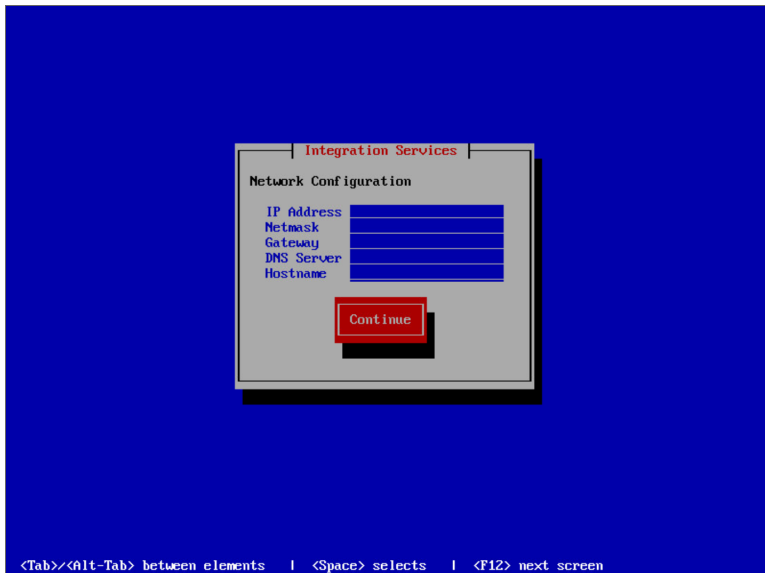 Integration Services
Network Configuration
IP Address
Netmask
Gateway
DNS Server
Hostname
Continue
<Tab>/<Alt-Tab> between elements | <Space> selects | <F12> next screen